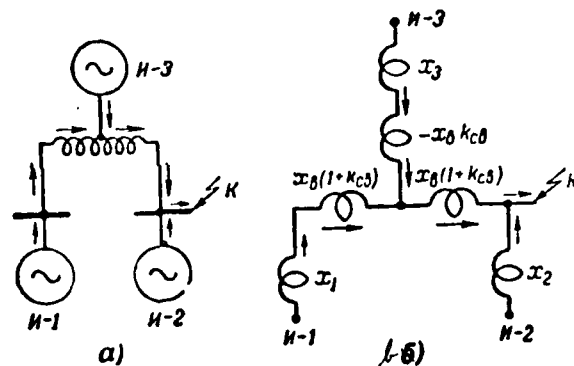 И-3
К
И-1
И-2
а)
И-3
x₃
-xв kсв
xв(1+kсв)
xв(1+kсв)
К
x₁
x₂
И-1
И-2
б)